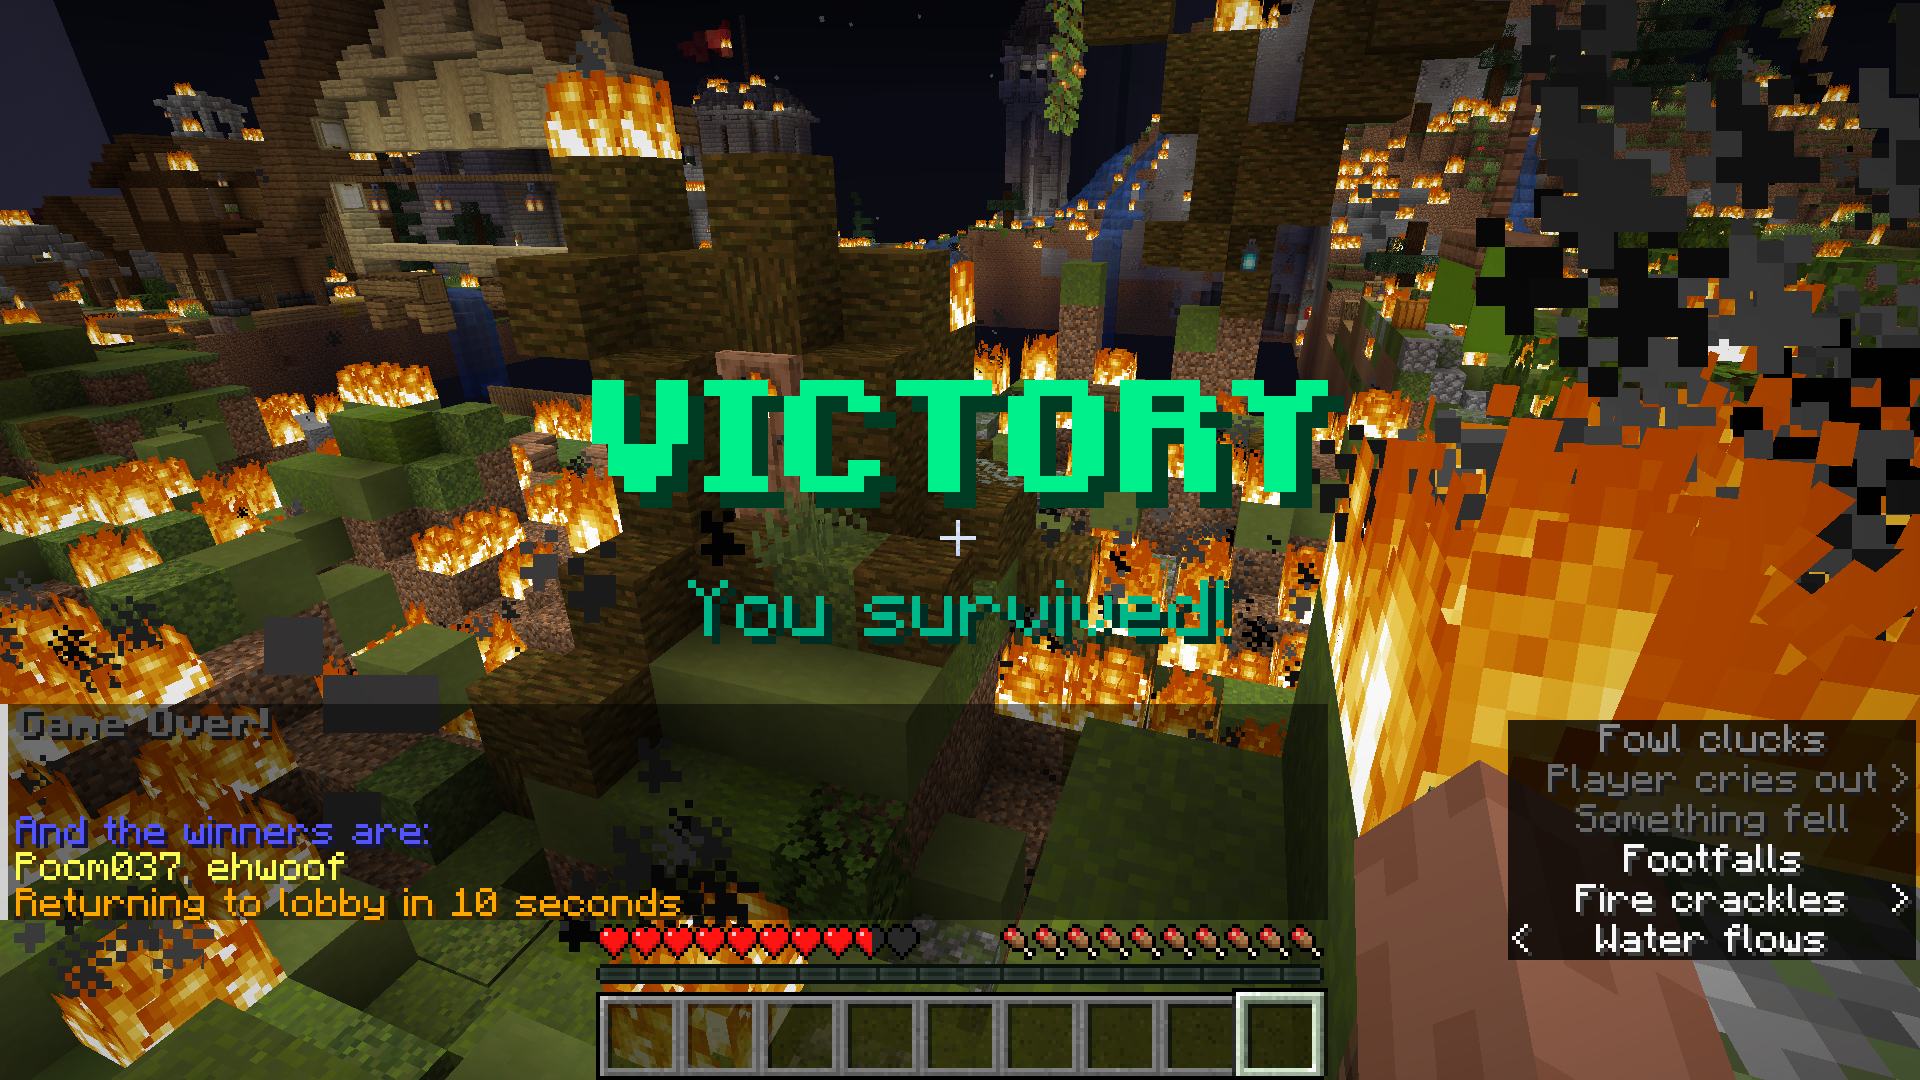 VICTORY
You survived!
Game Over!
And the winners are:
Poom037, ehwoof
Returning to lobby in 10 seconds
Fowl clucks
Player cries out >
Something fell >
Footfalls
Fire crackles >
< Water flows